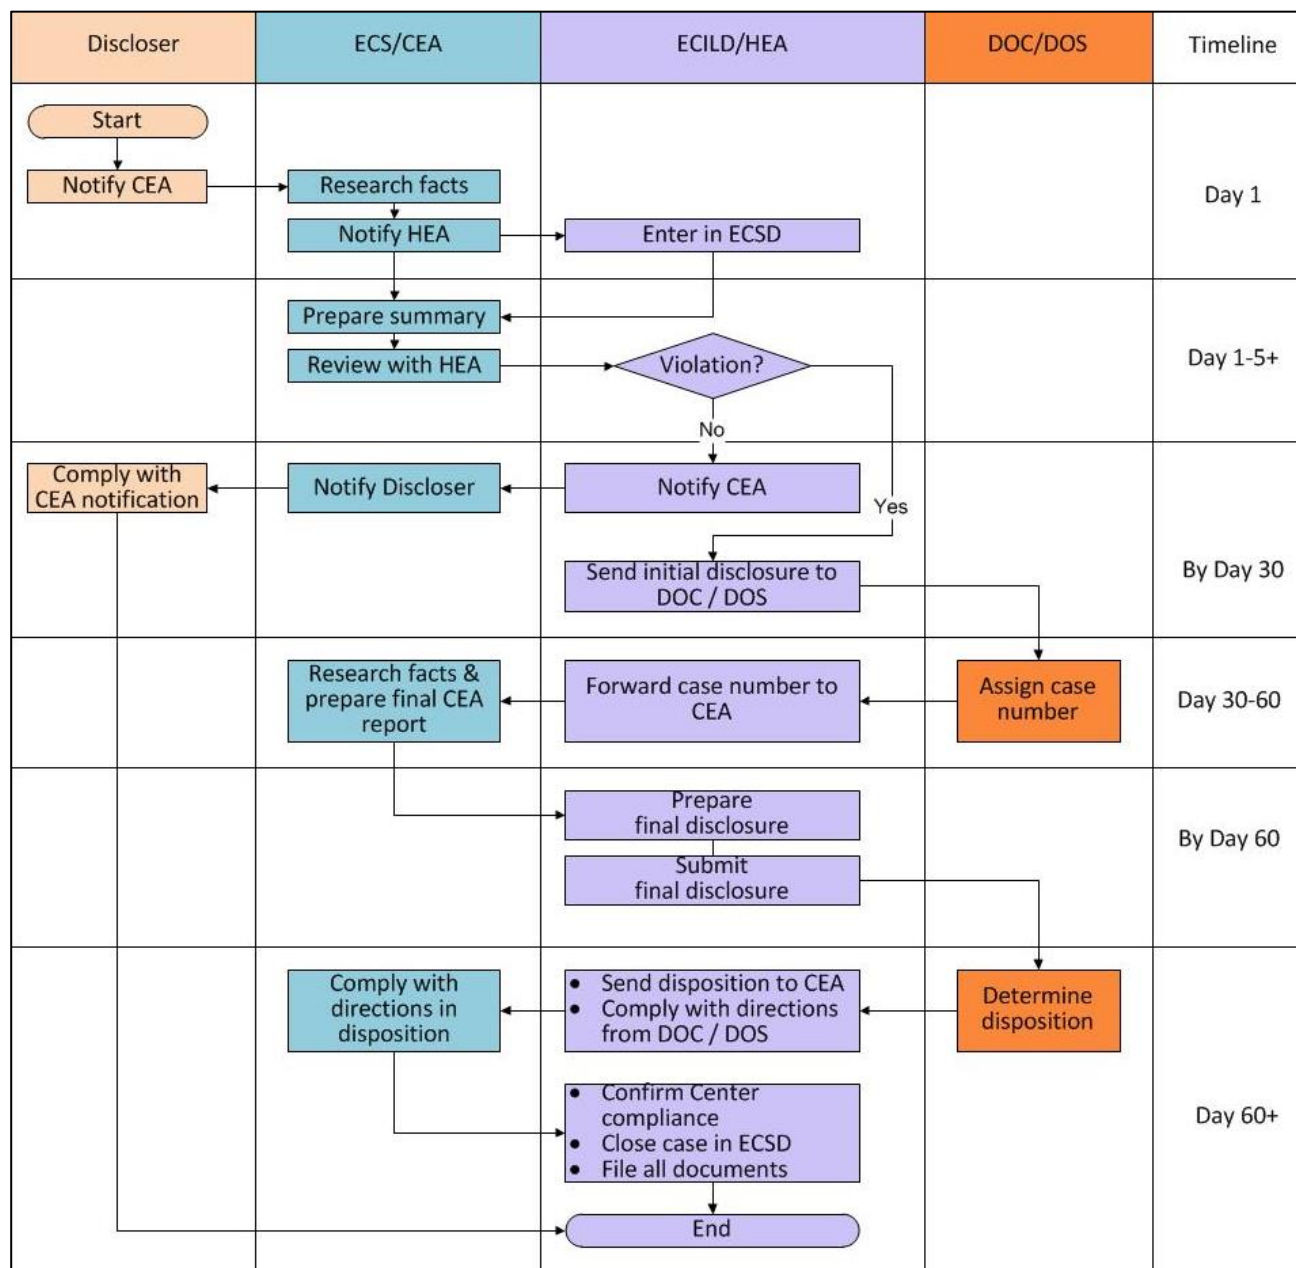 Discloser
ECS/CEA
ECILD/HEA
DOC/DOS
Timeline
Start
Notify CEA
Research facts
Day 1
Notify HEA
Enter in ECSD
Prepare summary
Review with HEA
Violation?
Day 1-5+
No
Comply with
CEA notification
Notify Discloser
Notify CEA
Yes
Send initial disclosure to
DOC / DOS
By Day 30
Research facts &
prepare final CEA
report
Forward case number to
CEA
Assign case
number
Day 30-60
Prepare
final disclosure
By Day 60
Submit
final disclosure
Comply with
directions in
disposition
● Send disposition to CEA
● Comply with directions
from DOC / DOS
Determine
disposition
● Confirm Center
compliance
● Close case in ECSD
● File all documents
Day 60+
End